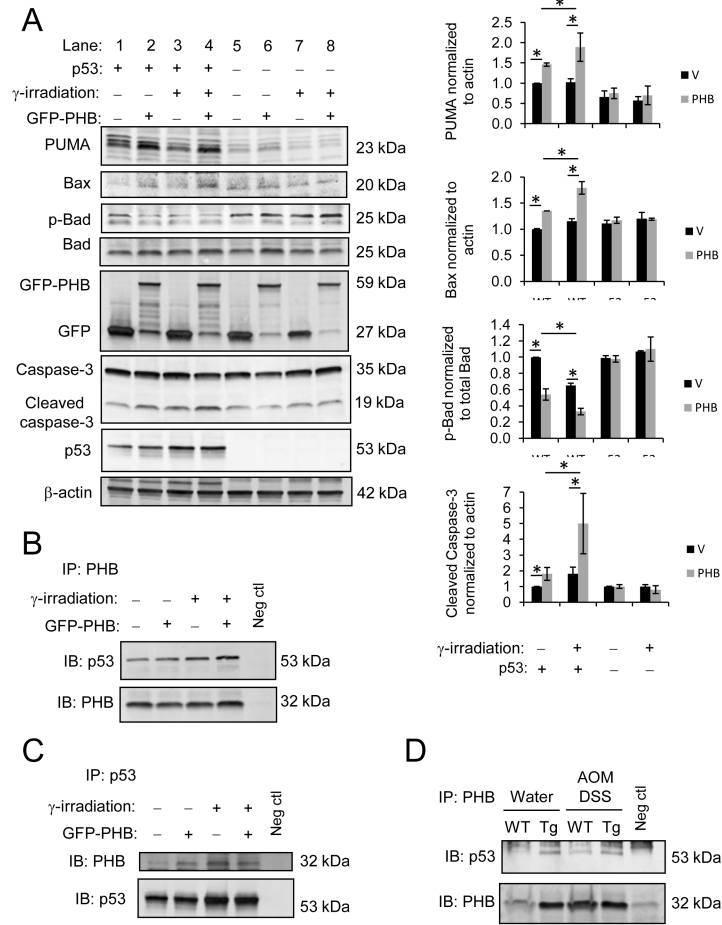 A
Lane: 1 2 3 4 5 6 7 8
p53: + + + + – – – –
γ-irradiation: – – + + – – + +
GFP-PHB: – + – + – + – +
PUMA 23 kDa
Bax 20 kDa
p-Bad 25 kDa
Bad 25 kDa
GFP-PHB 59 kDa
GFP 27 kDa
Caspase-3 35 kDa
Cleaved caspase-3 19 kDa
p53 53 kDa
β-actin 42 kDa
PUMA normalized
to actin
2.5
2.0
1.5
1.0
0.5
0.0
* * * *
V
PHB
Bax normalized to
actin
2.0
1.5
1.0
0.5
0.0
* * * *
V
PHB
p-Bad normalized
to total Bad
1.4
1.2
1.0
0.8
0.6
0.4
0.2
0.0
* * *
V
PHB
Cleaved Caspase-3
normalized to actin
7
6
5
4
3
2
1
0
* * *
V
PHB
γ-irradiation: – + – +
p53: + + – –
B
IP: PHB
γ-irradiation: – – + +
GFP-PHB: – + – +
Neg ctl
IB: p53 53 kDa
IB: PHB 32 kDa
C
IP: p53
γ-irradiation: – – + +
GFP-PHB: – + – +
Neg ctl
IB: PHB 32 kDa
IB: p53 53 kDa
D
AOM
DSS
IP: PHB Water
WT Tg WT Tg
Neg ctl
IB: p53 53 kDa
IB: PHB 32 kDa